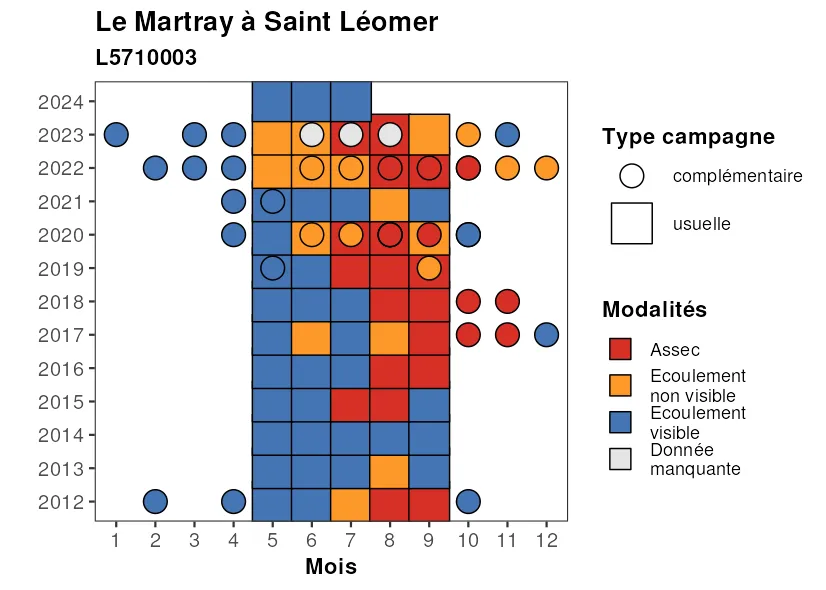 Le Martray à Saint Léomer
L5710003
2024
2023
2022
2021
2020
2019
2018
2017
2016
2015
2014
2013
2012
1 2 3 4 5 6 7 8 9 10 11 12
Mois
Type campagne
complémentaire
usuelle
Modalités
Assec
Ecoulement
non visible
Ecoulement
visible
Donnée
manquante